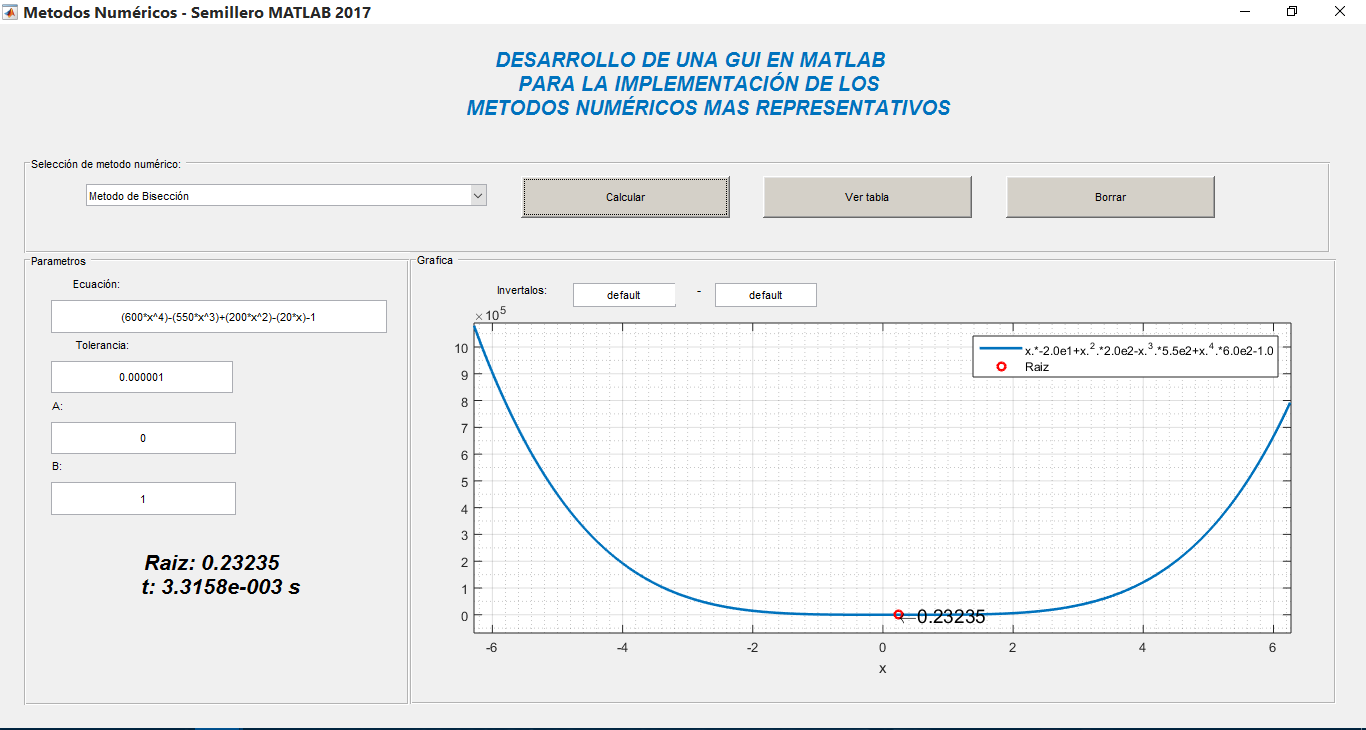 Metodos Numéricos - Semillero MATLAB 2017
DESARROLLO DE UNA GUI EN MATLAB
PARA LA IMPLEMENTACIÓN DE LOS
METODOS NUMÉRICOS MAS REPRESENTATIVOS
Selección de metodo numérico:
Metodo de Bisección
Calcular
Ver tabla
Borrar
Parametros
Ecuación:
(600*x^4)-(550*x^3)+(200*x^2)-(20*x)-1
Tolerancia:
0.000001
A:
0
B:
1
Raiz: 0.23235
t: 3.3158e-003 s
Grafica
Invertalos:
default
-
default
×10^5
x.*-2.0e1+x.^2.*2.0e2-x.^3.*5.5e2+x.^4.*6.0e2-1.0
Raiz
10
9
8
7
6
5
4
3
2
1
0
←0.23235
-6 -4 -2 0 2 4 6
x